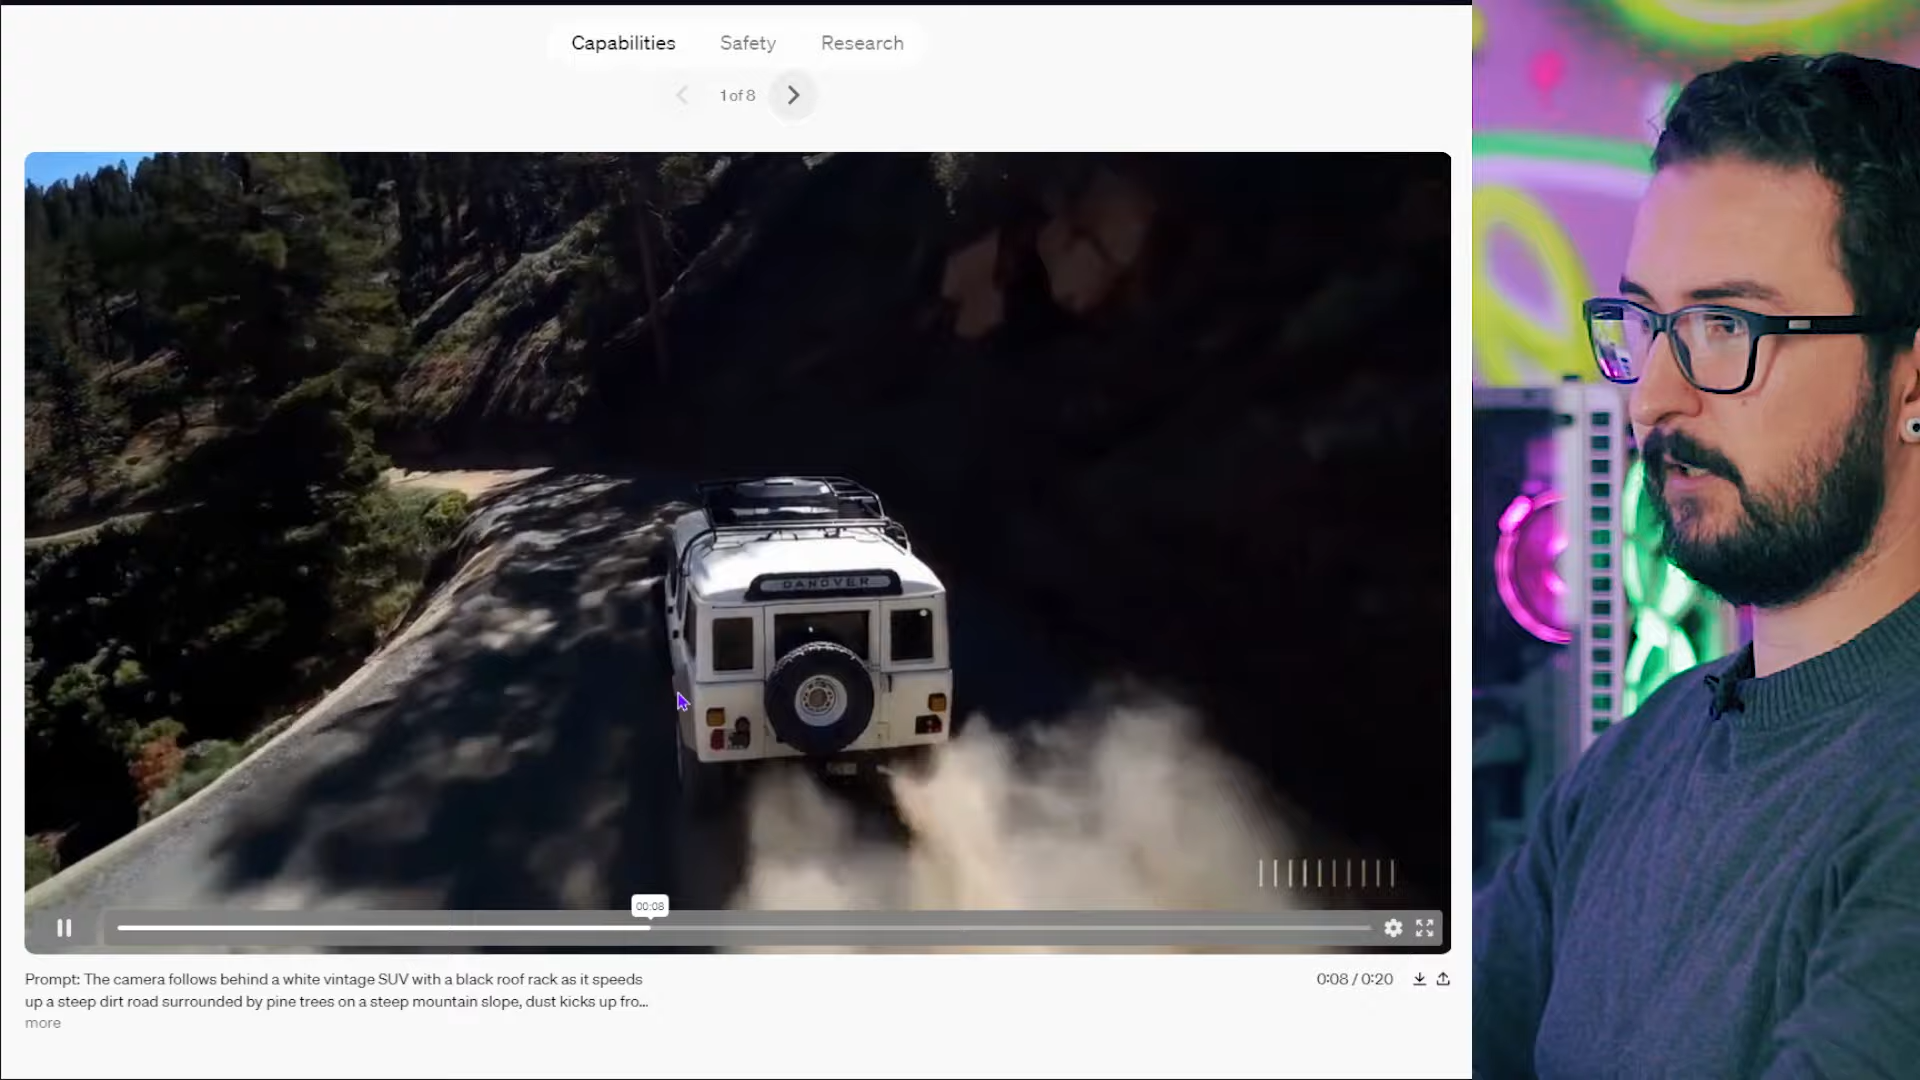 Capabilities Safety Research
1 of 8
DANOVER
00:08
Prompt: The camera follows behind a white vintage SUV with a black roof rack as it speeds
up a steep dirt road surrounded by pine trees on a steep mountain slope, dust kicks up fro...
more
0:08 / 0:20